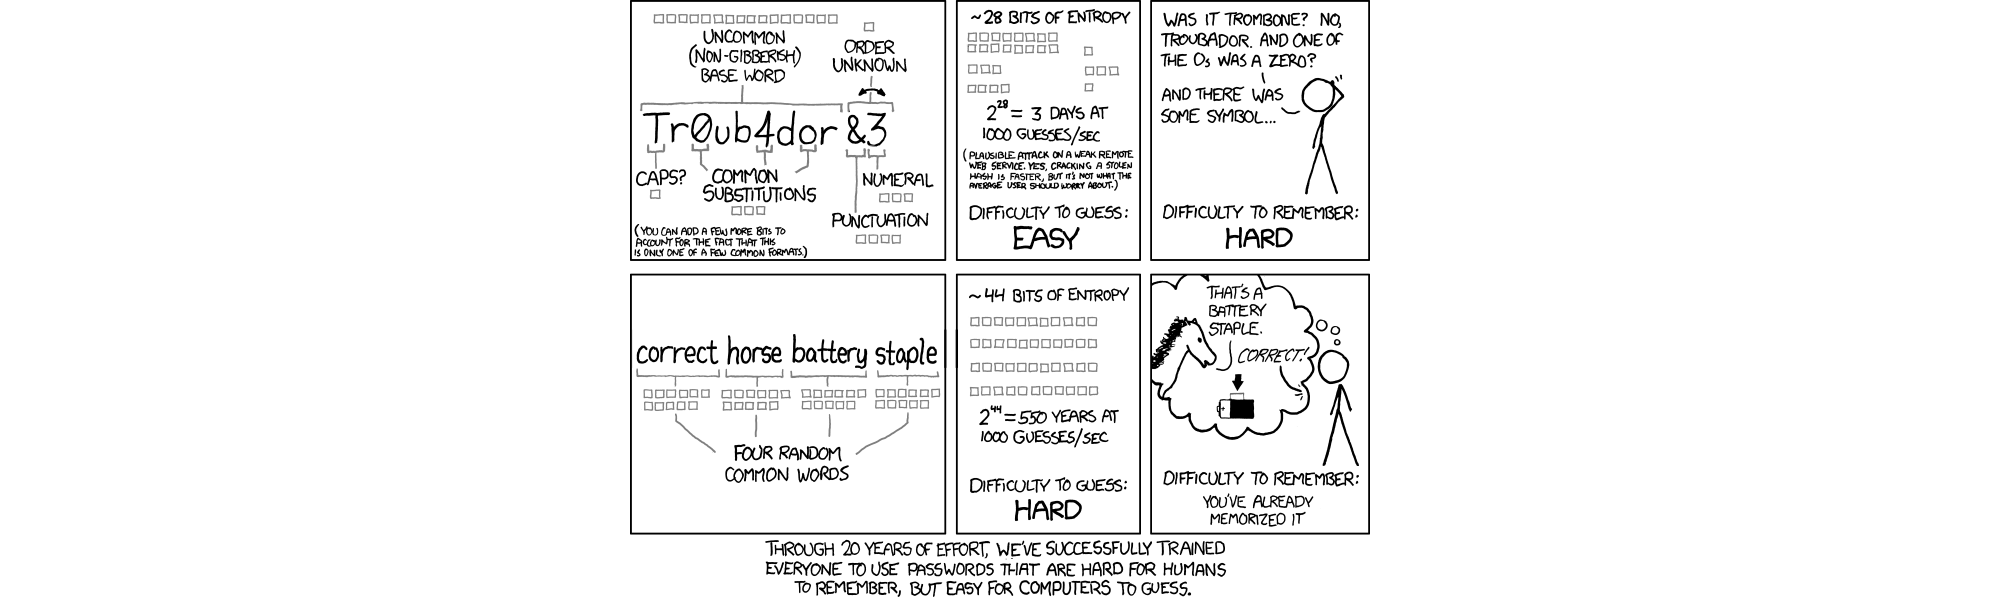 UNCOMMON
(NON-GIBBERISH)
BASE WORD
ORDER
UNKNOWN
Tr0ub4dor &3
CAPS?
COMMON
SUBSTITUTIONS
NUMERAL
PUNCTUATION
(YOU CAN ADD A FEW MORE BITS TO
ACCOUNT FOR THE FACT THAT THIS
IS ONLY ONE OF A FEW COMMON FORMATS.)
~28 BITS OF ENTROPY
2^28 = 3 DAYS AT
1000 GUESSES/SEC
(PLAUSIBLE ATTACK ON A WEAK REMOTE
WEB SERVICE. YES, CRACKING A STOLEN
HASH IS FASTER, BUT IT'S NOT WHAT THE
AVERAGE USER SHOULD WORRY ABOUT.)
DIFFICULTY TO GUESS:
EASY
WAS IT TROMBONE? NO,
TROUBADOR. AND ONE OF
THE Os WAS A ZERO?
AND THERE WAS
SOME SYMBOL...
DIFFICULTY TO REMEMBER:
HARD
correct horse battery staple
FOUR RANDOM
COMMON WORDS
~44 BITS OF ENTROPY
2^44 = 550 YEARS AT
1000 GUESSES/SEC
DIFFICULTY TO GUESS:
HARD
THAT'S A
BATTERY
STAPLE.
CORRECT!
DIFFICULTY TO REMEMBER:
YOU'VE ALREADY
MEMORIZED IT
THROUGH 20 YEARS OF EFFORT, WE'VE SUCCESSFULLY TRAINED
EVERYONE TO USE PASSWORDS THAT ARE HARD FOR HUMANS
TO REMEMBER, BUT EASY FOR COMPUTERS TO GUESS.